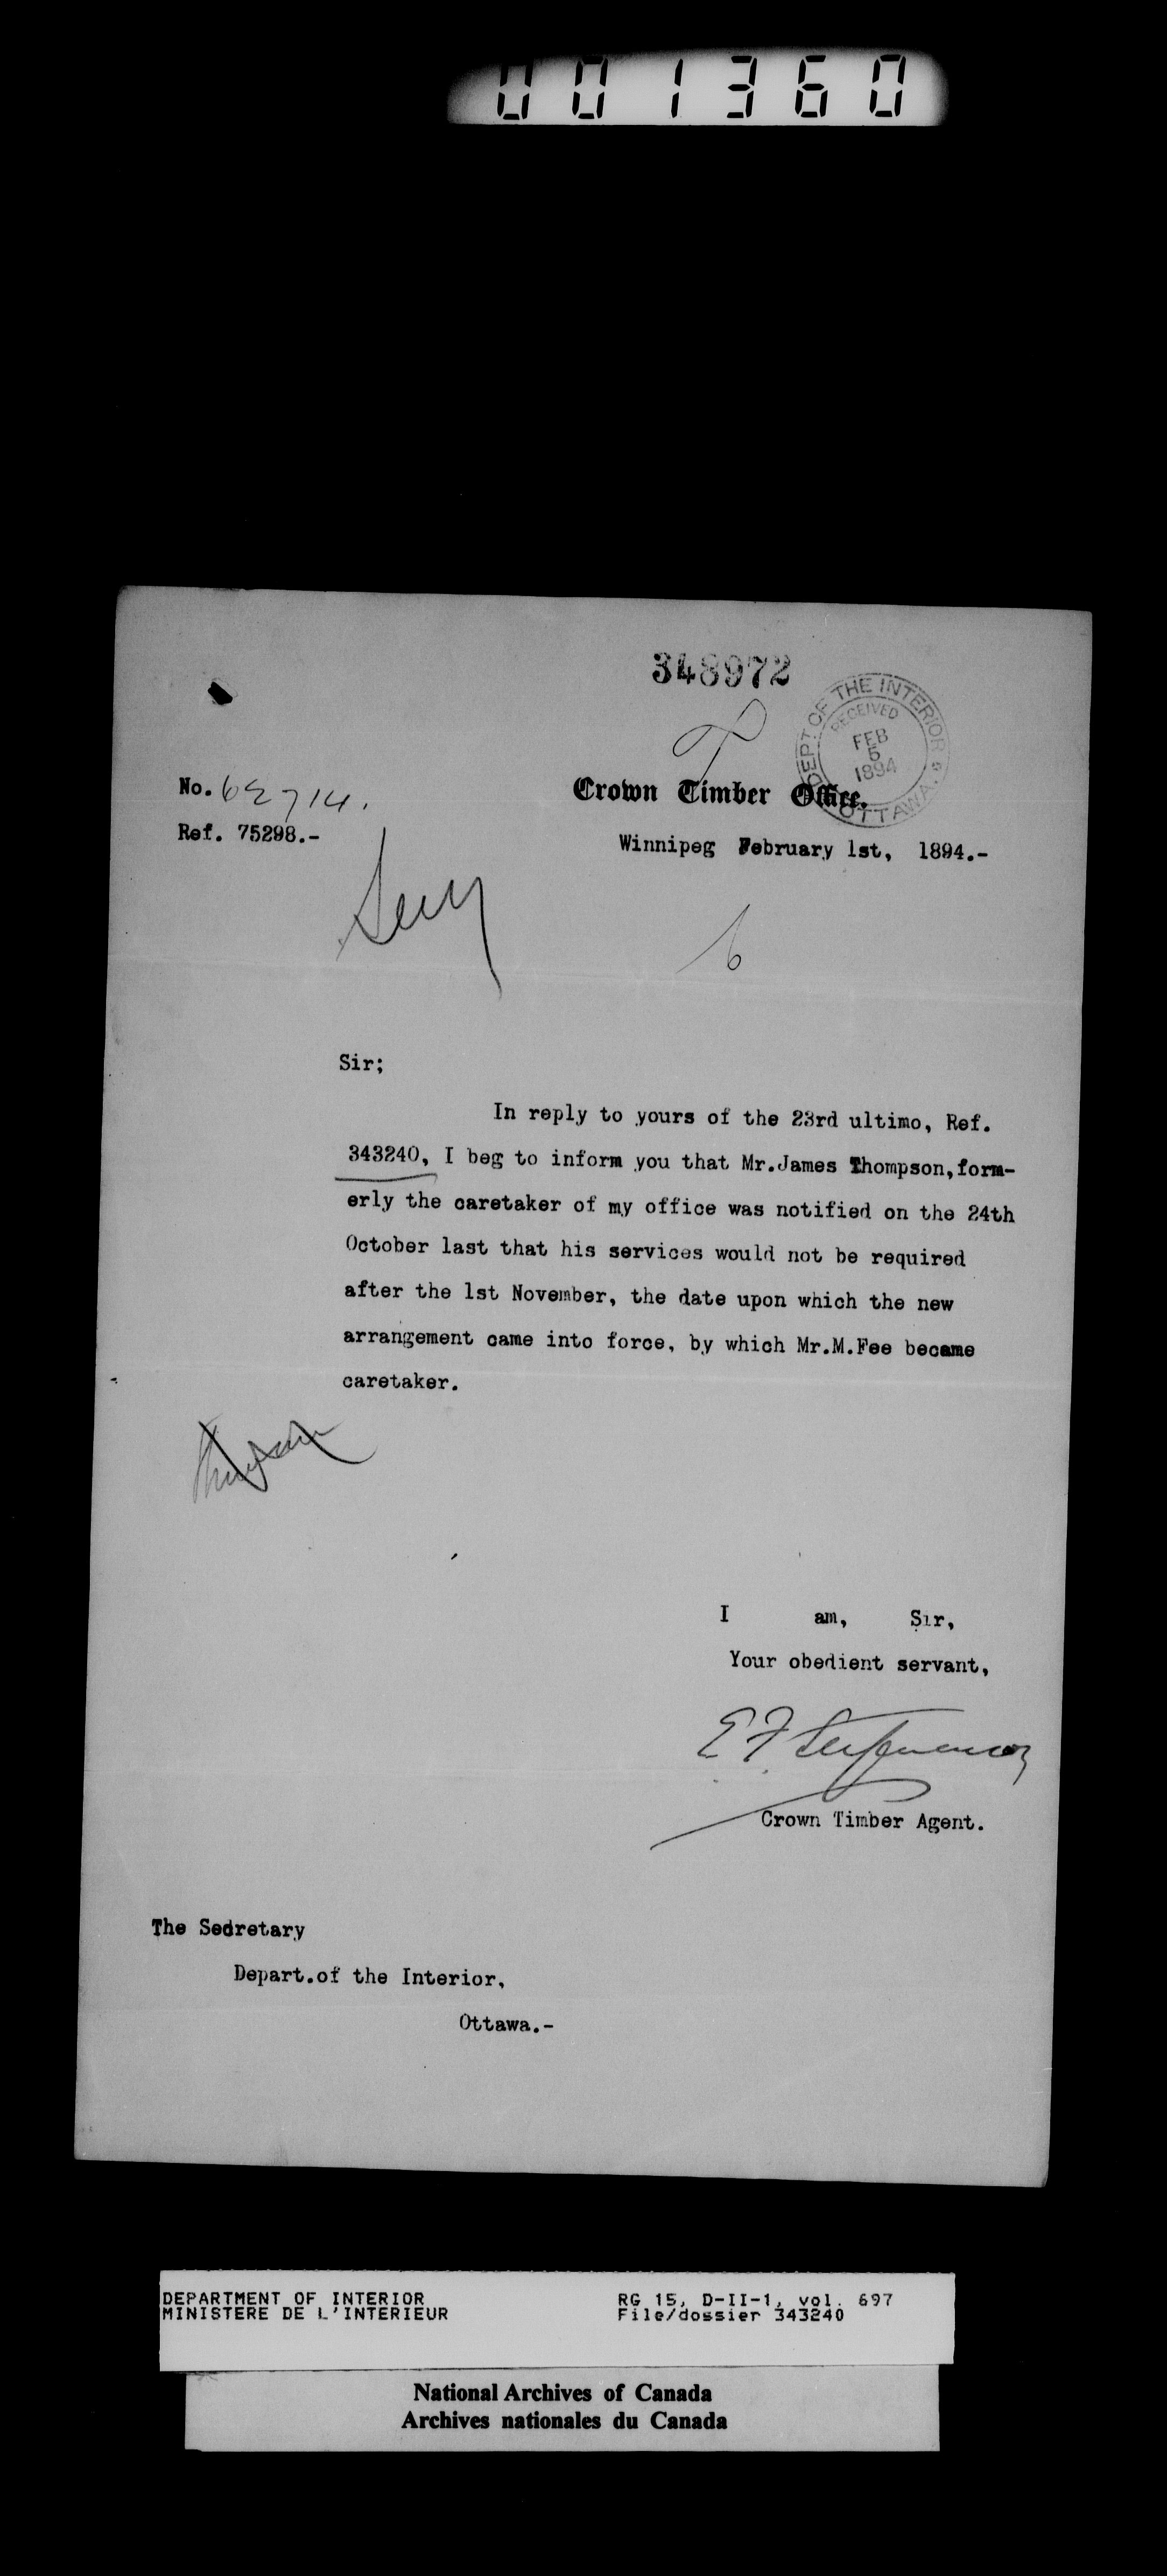 001360
348972
DEPT OF THE INTERIOR
RECEIVED
FEB
5
1894
OTTAWA.
No. 62714.
Crown Timber Office.
Ref. 75298.-
Winnipeg February 1st, 1894.-
Secy
6
Sir;
In reply to yours of the 23rd ultimo, Ref.
343240, I beg to inform you that Mr.James Thompson,form-
erly the caretaker of my office was notified on the 24th
October last that his services would not be required
after the 1st November, the date upon which the new
arrangement came into force, by which Mr.M.Fee became
caretaker.
I am, Sir,
Your obedient servant,
E F Stephenson
Crown Timber Agent.
The Sedretary
Depart.of the Interior,
Ottawa.-
DEPARTMENT OF INTERIOR
MINISTERE DE L'INTERIEUR
RG 15, D-II-1, vol. 697
File/dossier 343240
National Archives of Canada
Archives nationales du Canada